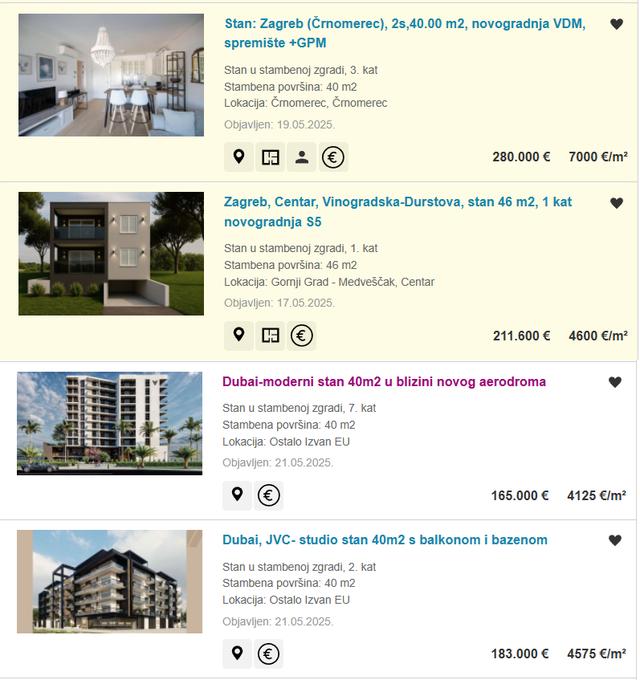 Stan: Zagreb (Črnomerec), 2s,40.00 m2, novogradnja VDM,
spremište +GPM
Stan u stambenoj zgradi, 3. kat
Stambena površina: 40 m2
Lokacija: Črnomerec, Črnomerec
Objavljen: 19.05.2025.
280.000 € 7000 €/m²
Zagreb, Centar, Vinogradska-Durstova, stan 46 m2, 1 kat
novogradnja S5
Stan u stambenoj zgradi, 1. kat
Stambena površina: 46 m2
Lokacija: Gornji Grad - Medveščak, Centar
Objavljen: 17.05.2025.
211.600 € 4600 €/m²
Dubai-moderni stan 40m2 u blizini novog aerodroma
Stan u stambenoj zgradi, 7. kat
Stambena površina: 40 m2
Lokacija: Ostalo Izvan EU
Objavljen: 21.05.2025.
165.000 € 4125 €/m²
Dubai, JVC- studio stan 40m2 s balkonom i bazenom
Stan u stambenoj zgradi, 2. kat
Stambena površina: 40 m2
Lokacija: Ostalo Izvan EU
Objavljen: 21.05.2025.
183.000 € 4575 €/m²